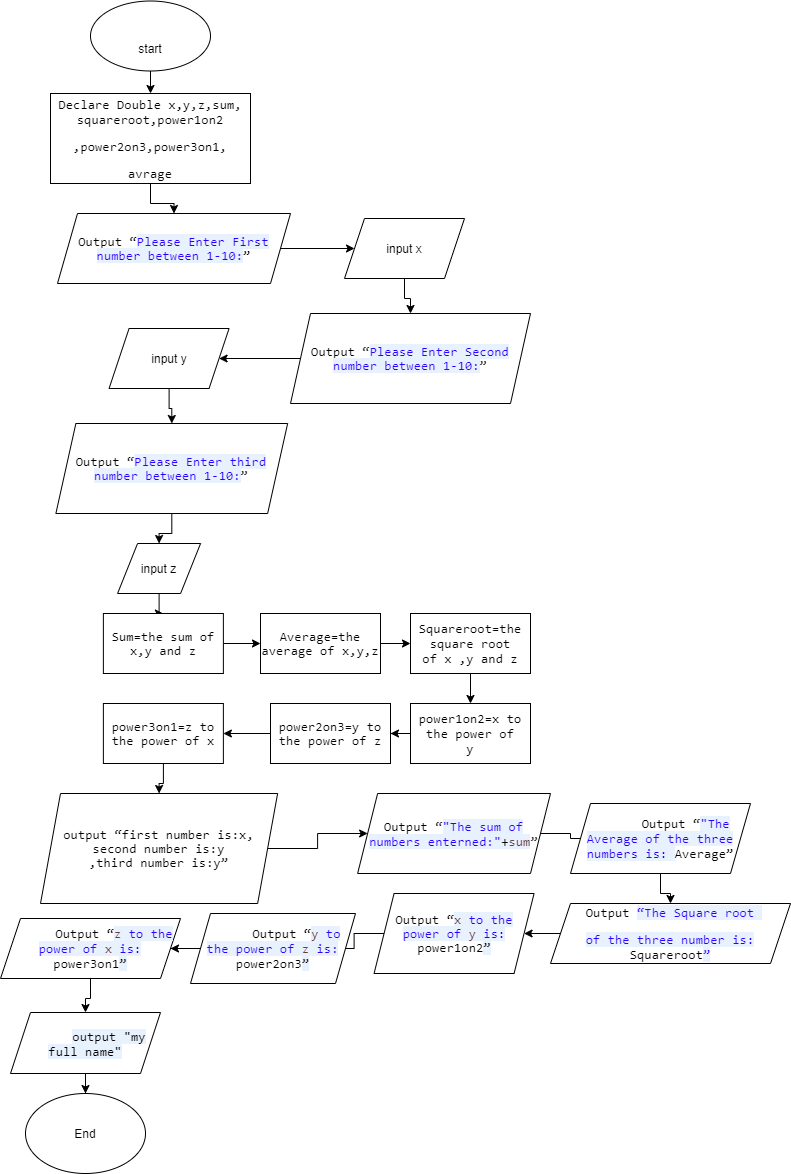 start
Declare Double x,y,z,sum,
squareroot,power1on2
,power2on3,power3on1,
avrage
Output “Please Enter First
number between 1-10:”
input x
Output “Please Enter Second
number between 1-10:”
input y
Output “Please Enter third
number between 1-10:”
input z
Sum=the sum of
x,y and z
Average=the
average of x,y,z
Squareroot=the
square root
of x ,y and z
power1on2=x to
the power of
y
power2on3=y to
the power of z
power3on1=z to
the power of x
output “first number is:x,
second number is:y
,third number is:y”
Output “"The sum of
numbers enterned:"+sum”
Output “"The
Average of the three
numbers is: Average”
Output “The Square root
of the three number is:
Squareroot”
Output “x to the
power of y is:
power1on2”
Output “y to
the power of z is:
power2on3”
Output “z to the
power of x is:
power3on1”
output "my
full name"
End